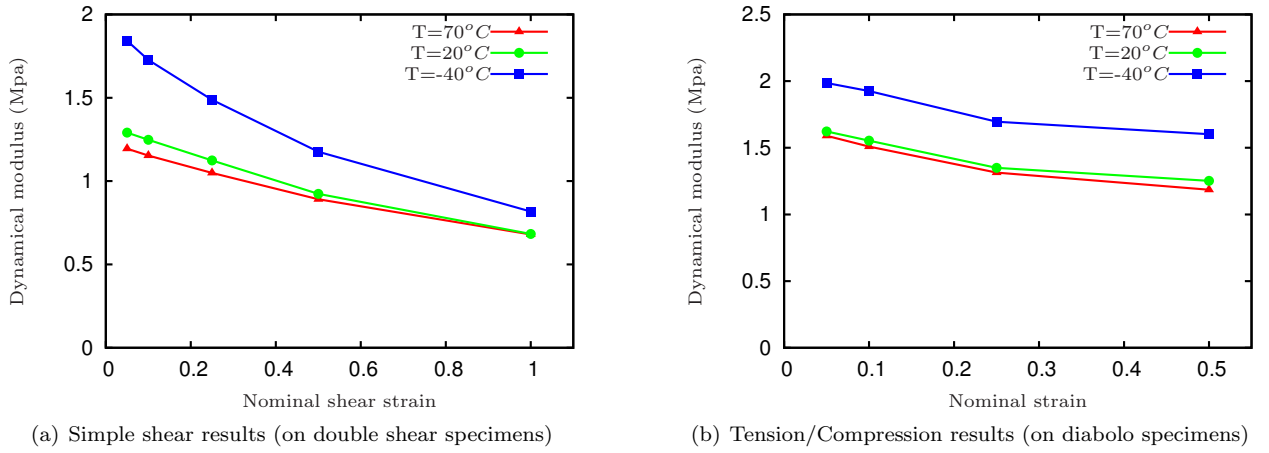 2
1.5
1
0.5
0
0 0.2 0.4 0.6 0.8 1
Dynamical modulus (Mpa)
Nominal shear strain
T=70°C
T=20°C
T=-40°C
(a) Simple shear results (on double shear specimens)
2.5
2
1.5
1
0.5
0
0 0.1 0.2 0.3 0.4 0.5
Dynamical modulus (Mpa)
Nominal strain
T=70°C
T=20°C
T=-40°C
(b) Tension/Compression results (on diabolo specimens)